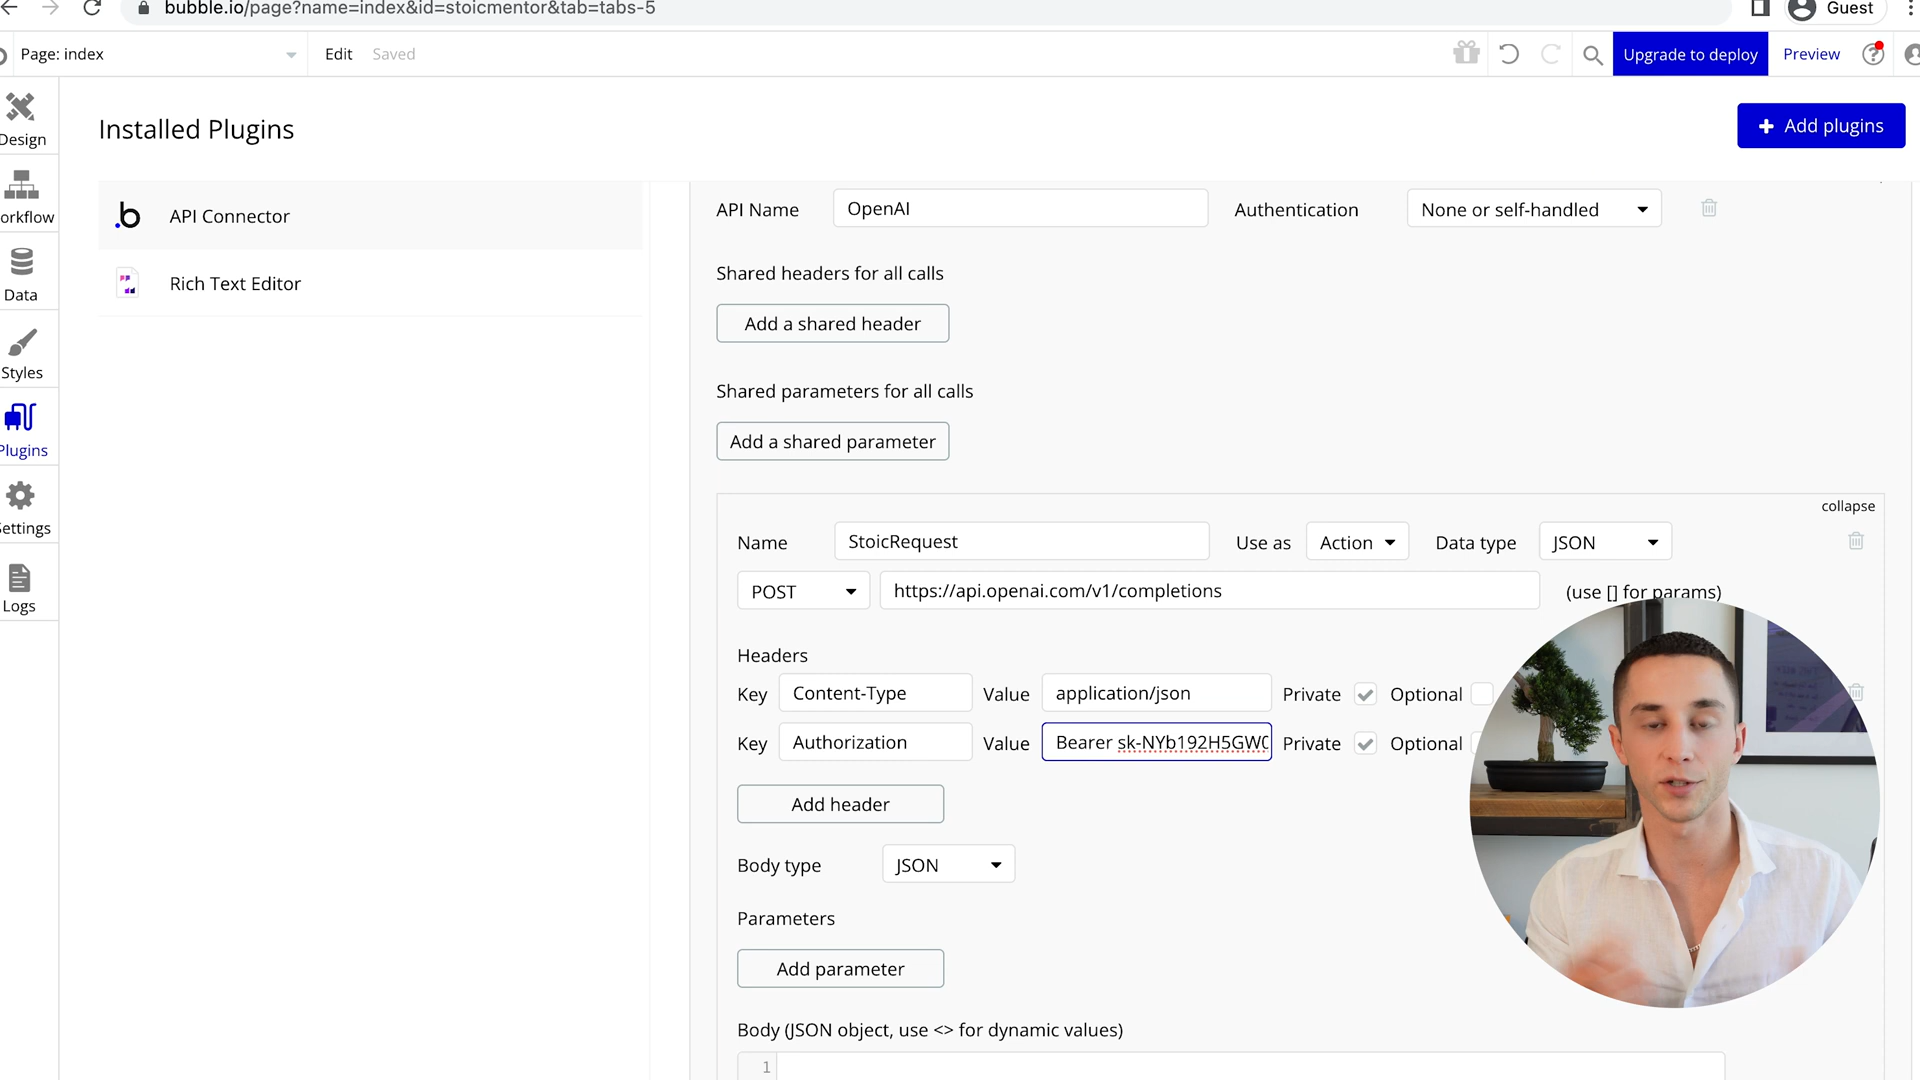 bubble.io/page?name=index&id=stoicmentor&tab=tabs-5
Guest
Page: index
Edit
Saved
Upgrade to deploy
Preview
Design
orkflow
Data
Styles
Plugins
Settings
Logs
Installed Plugins
+ Add plugins
.b API Connector
Rich Text Editor
API Name
OpenAI
Authentication
None or self-handled
Shared headers for all calls
Add a shared header
Shared parameters for all calls
Add a shared parameter
collapse
Name
StoicRequest
Use as
Action
Data type
JSON
POST
https://api.openai.com/v1/completions
(use [] for params)
Headers
Key
Content-Type
Value
application/json
Private
Optional
Key
Authorization
Value
Bearer sk-NYb192H5GW
Private
Optional
Add header
Body type
JSON
Parameters
Add parameter
Body (JSON object, use <> for dynamic values)
1